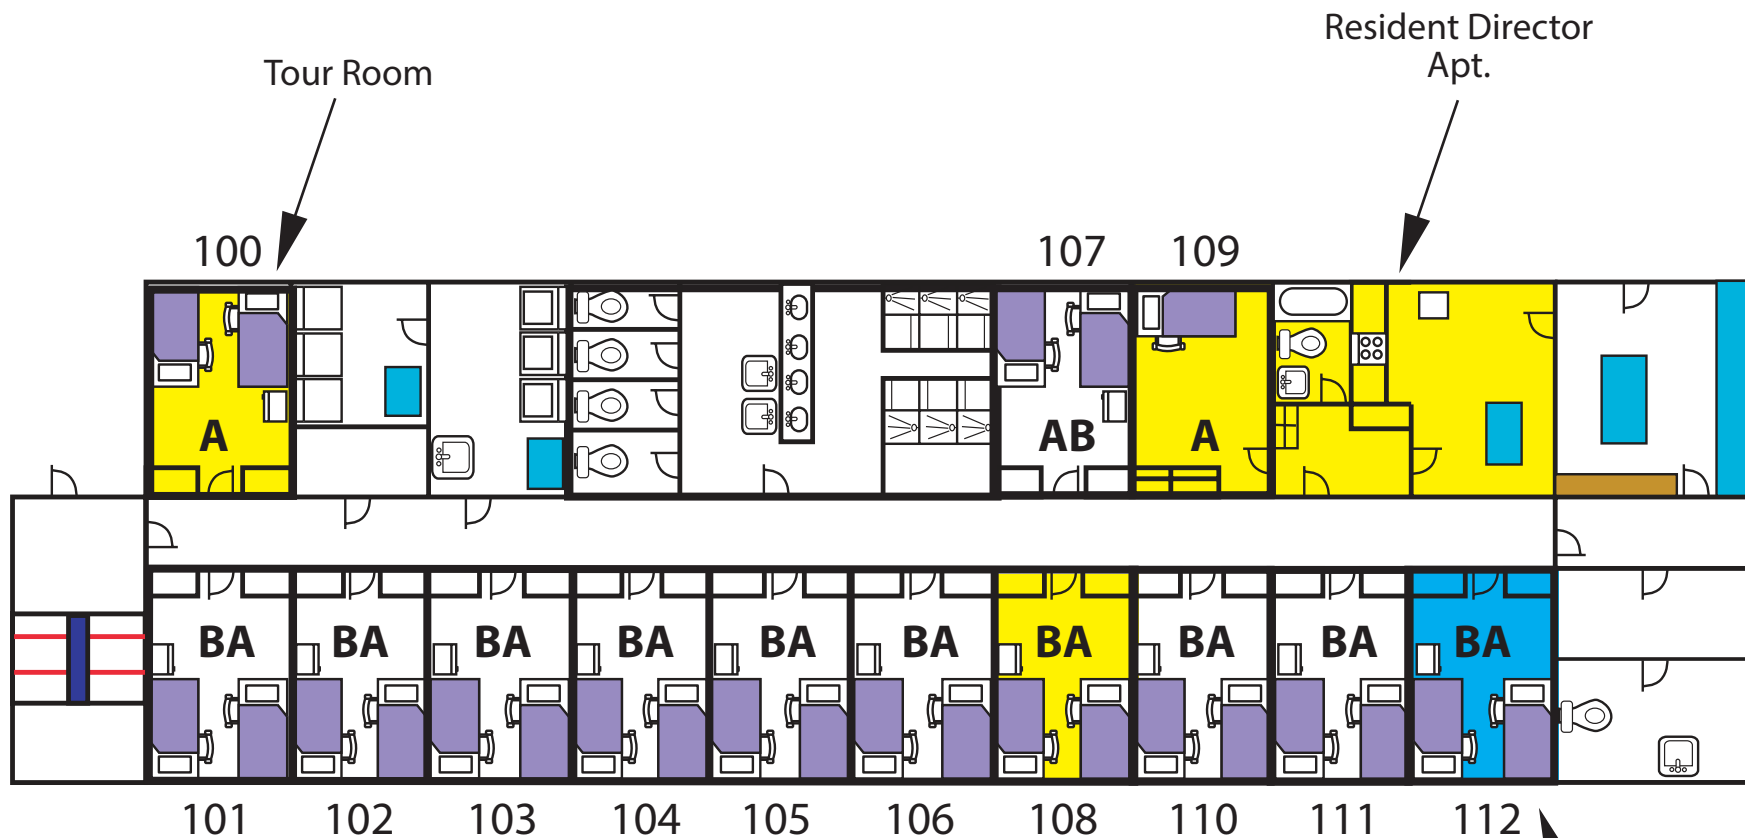 Resident Director
Apt.
Tour Room
100
107
109
A
AB
A
BA
BA
BA
BA
BA
BA
BA
BA
BA
BA
101
102
103
104
105
106
108
110
111
112